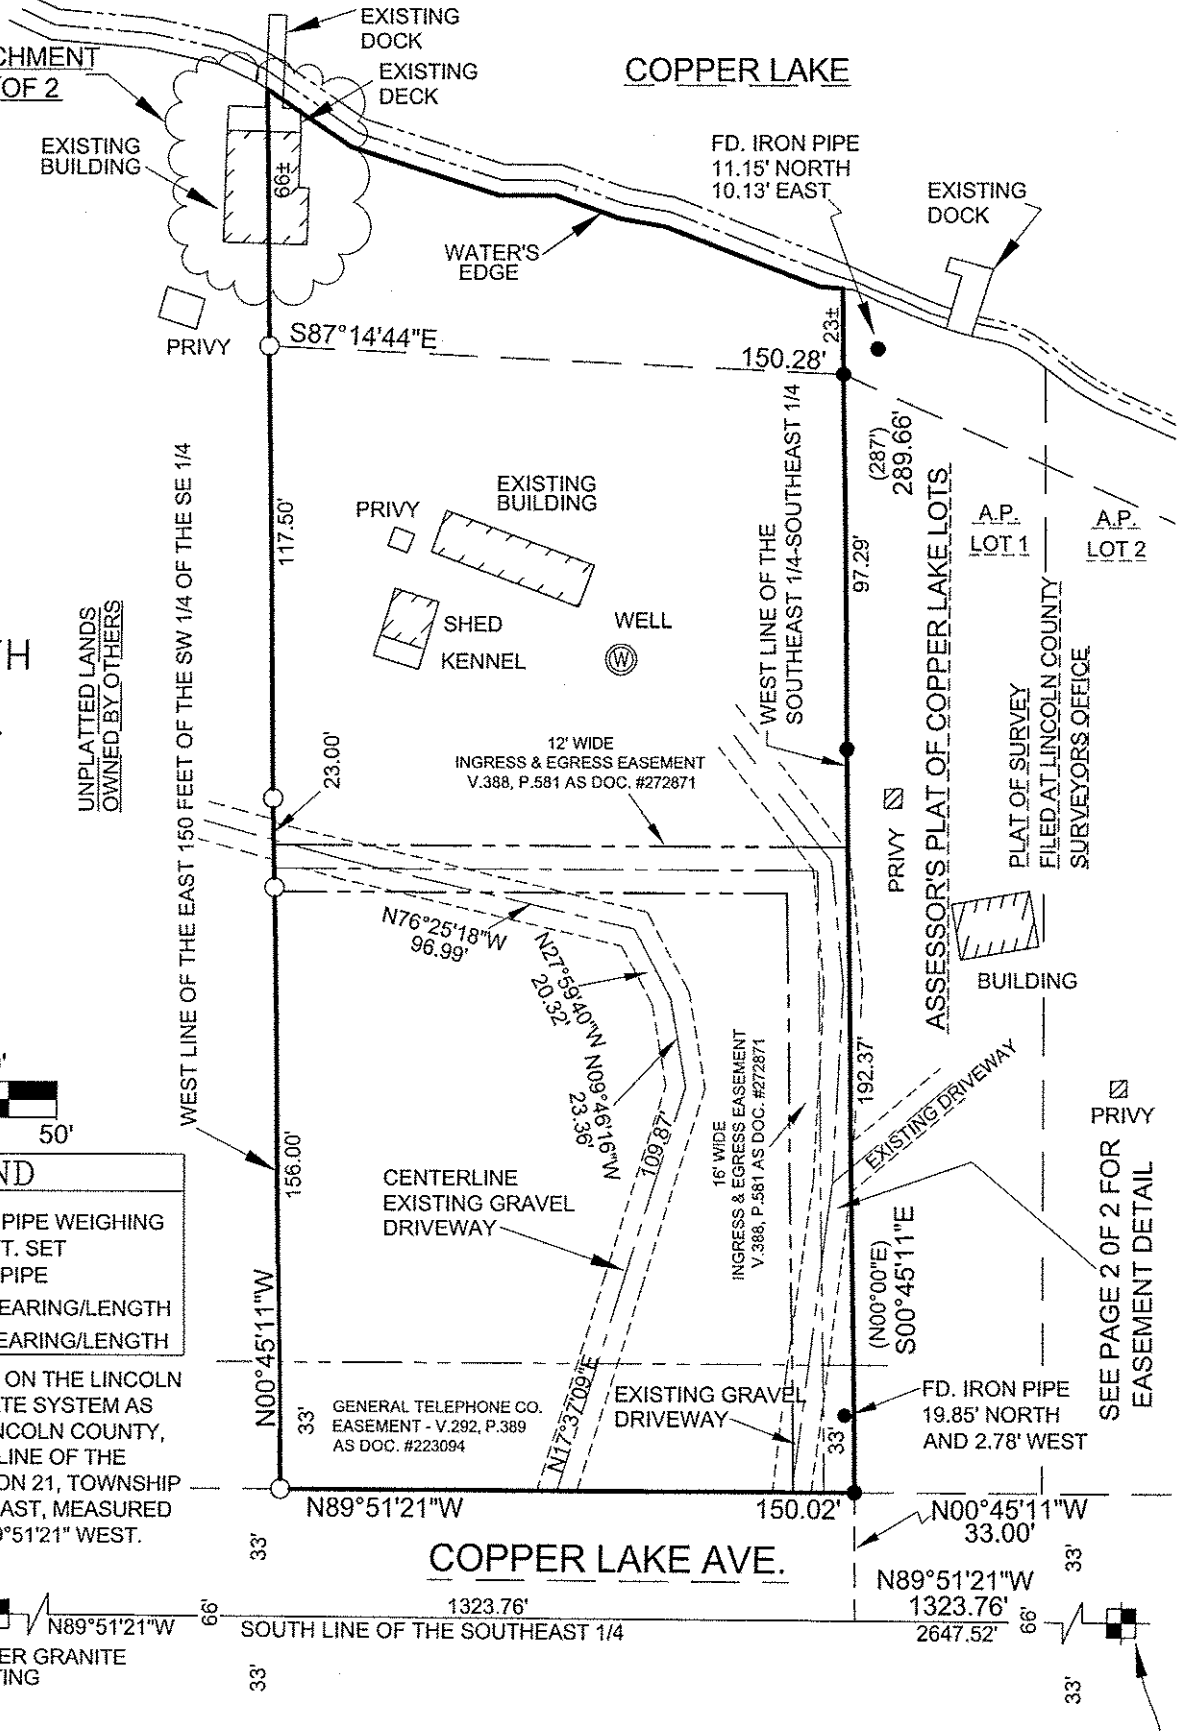 EXISTING
DOCK
CHMENT
OF 2
EXISTING
DECK
COPPER LAKE
EXISTING
BUILDING
66±
FD. IRON PIPE
11.15' NORTH
10.13' EAST
EXISTING
DOCK
WATER'S
EDGE
PRIVY
S87°14'44"E
150.28'
23±
(287')
289.66'
WEST LINE OF THE
SOUTHEAST 1/4-SOUTHEAST 1/4
117.50'
PRIVY
EXISTING
BUILDING
97.29'
A.P.
LOT 1
A.P.
LOT 2
SHED
KENNEL
WELL
W
UNPLATTED LANDS
OWNED BY OTHERS
WEST LINE OF THE EAST 150 FEET OF THE SW 1/4 OF THE SE 1/4
TH
ASSESSOR'S PLAT OF COPPER LAKE LOTS
PLAT OF SURVEY
FILED AT LINCOLN COUNTY
SURVEYORS OFFICE
23.00'
12' WIDE
INGRESS & EGRESS EASEMENT
V.388, P.581 AS DOC. #272871
PRIVY
N76°25'18"W
96.99'
N27°59'40"W
20.32'
N09°46'16"W
23.36'
BUILDING
192.37'
EXISTING DRIVEWAY
16' WIDE
INGRESS & EGRESS EASEMENT
V.388, P.581 AS DOC. #272871
109.87'
PRIVY
50'
ND
PIPE WEIGHING
T. SET
PIPE
EARING/LENGTH
EARING/LENGTH
156.00'
CENTERLINE
EXISTING GRAVEL
DRIVEWAY
(N00°00"E)
S00°45'11"E
SEE PAGE 2 OF 2 FOR
EASEMENT DETAIL
N00°45'11"W
33'
GENERAL TELEPHONE CO.
EASEMENT - V.292, P.389
AS DOC. #223094
N17°37'09"E
EXISTING GRAVEL
DRIVEWAY
33'
FD. IRON PIPE
19.85' NORTH
AND 2.78' WEST
ON THE LINCOLN
TE SYSTEM AS
NCOLN COUNTY,
LINE OF THE
ON 21, TOWNSHIP
AST, MEASURED
9°51'21" WEST.
N89°51'21"W
150.02'
N00°45'11"W
33.00'
33'
COPPER LAKE AVE.
33'
N89°51'21"W
1323.76'
2647.52'
66'
N89°51'21"W
66'
1323.76'
SOUTH LINE OF THE SOUTHEAST 1/4
ER GRANITE
TING
33'
33'